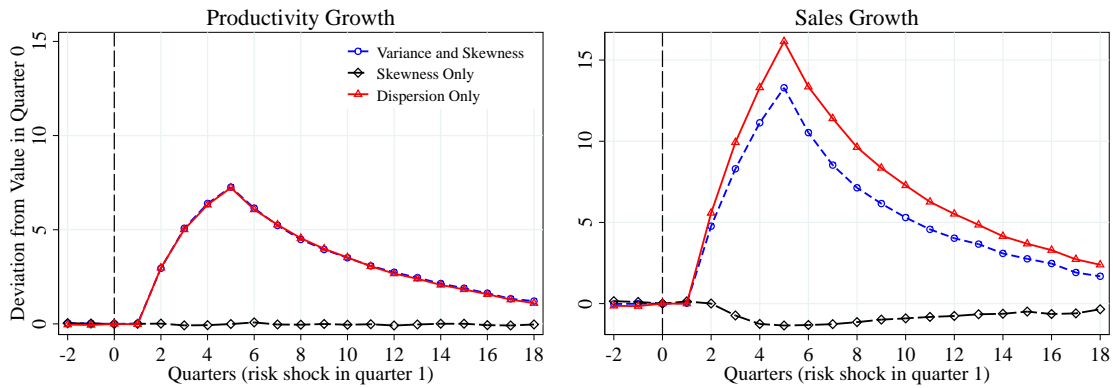 Productivity Growth
Deviation from Value in Quarter 0
15
10
5
0
Variance and Skewness
Skewness Only
Dispersion Only
-2 0 2 4 6 8 10 12 14 16 18
Quarters (risk shock in quarter 1)
Sales Growth
15
10
5
0
-2 0 2 4 6 8 10 12 14 16 18
Quarters (risk shock in quarter 1)